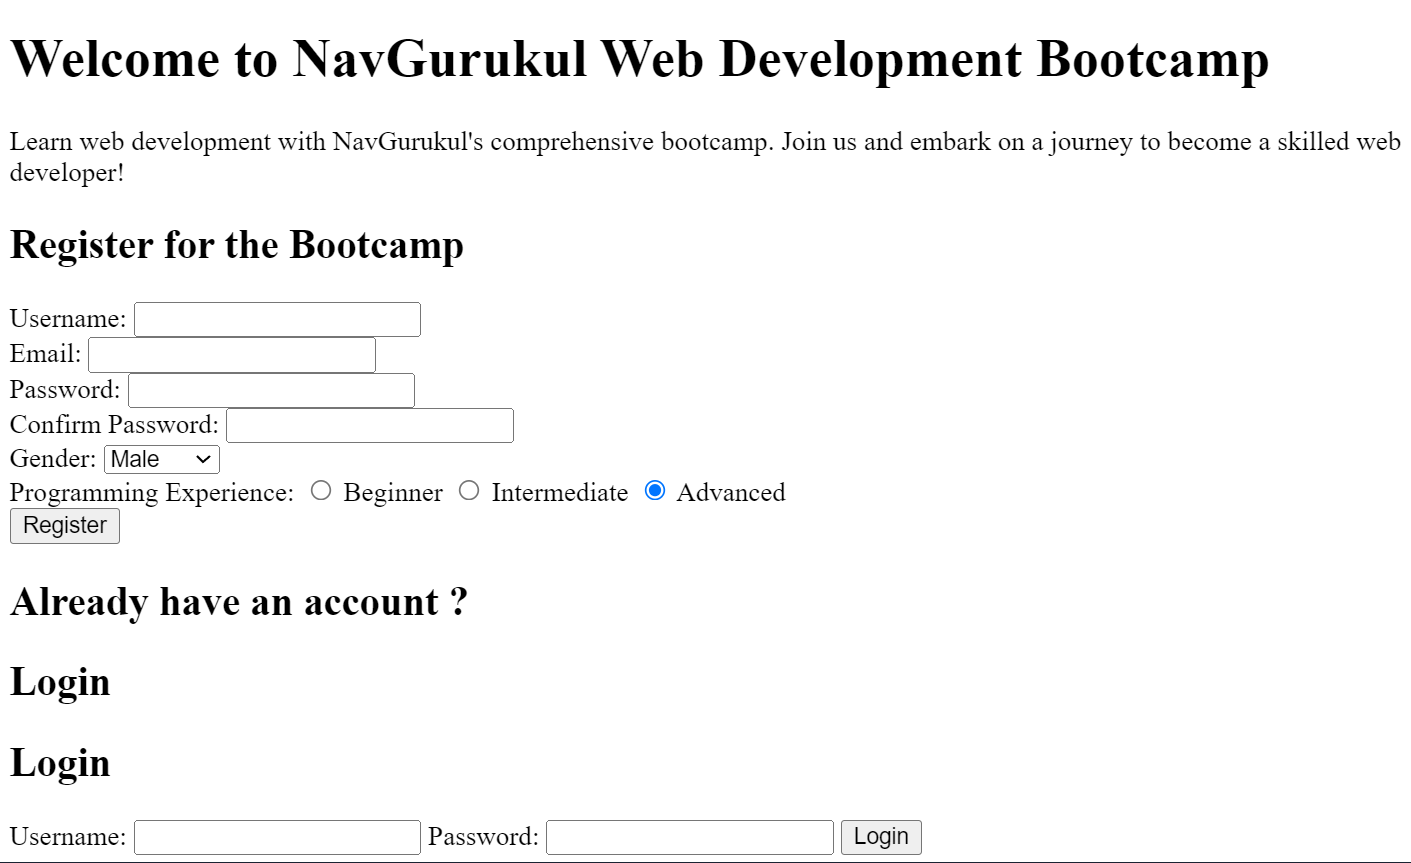 Welcome to NavGurukul Web Development Bootcamp
Learn web development with NavGurukul's comprehensive bootcamp. Join us and embark on a journey to become a skilled web
developer!
Register for the Bootcamp
Username:
Email:
Password:
Confirm Password:
Gender: Male
Programming Experience: Beginner Intermediate Advanced
Register
Already have an account ?
Login
Login
Username: Password: Login